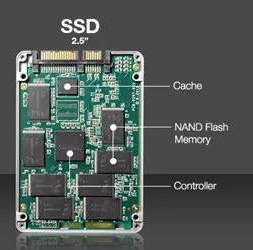 SSD
2.5"
Cache
NAND Flash
Memory
Controller